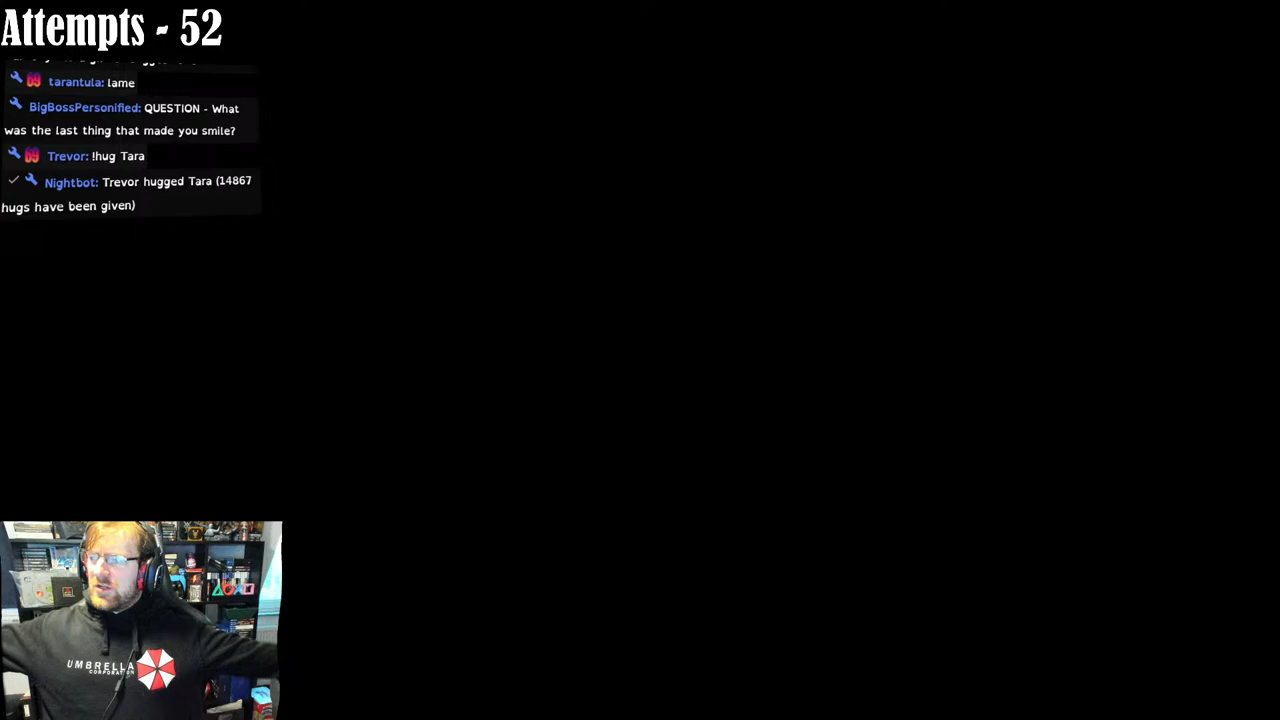 Attempts - 52
tarantula: lame
BigBossPersonified: QUESTION - What
was the last thing that made you smile?
Trevor: !hug Tara
Nightbot: Trevor hugged Tara (14867
hugs have been given)
UMBRELLA
CORPORATION